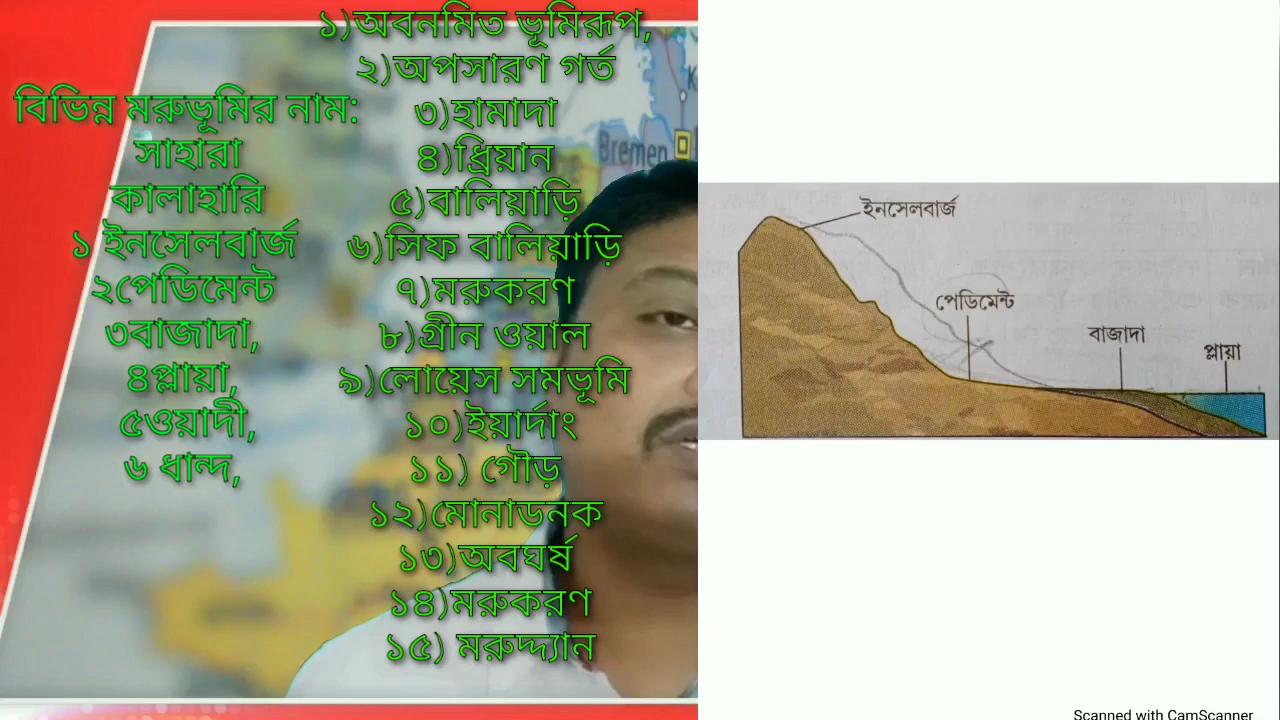 বিভিন্ন মরুভূমির নাম:
সাহারা
কালাহারি
১ ইনসেলবার্জ
২পেডিমেন্ট
৩বাজাদা,
৪প্লায়া,
৫ওয়াদী,
৬ ধান্দ,
১)অবনমিত ভূমিরূপ,
২)অপসারণ গর্ত
৩)হামাদা
৪)ধ্রিয়ান
৫)বালিয়াড়ি
৬)সিফ বালিয়াড়ি
৭)মরুকরণ
৮)গ্রীন ওয়াল
৯)লোয়েস সমভূমি
১০)ইয়ার্দাং
১১) গৌড়
১২)মোনাডনক
১৩)অবঘর্ষ
১৪)মরুকরণ
১৫) মরুদ্দ্যান
Bremen
ইনসেলবার্জ
পেডিমেন্ট
বাজাদা
প্লায়া
Scanned with CamScanner